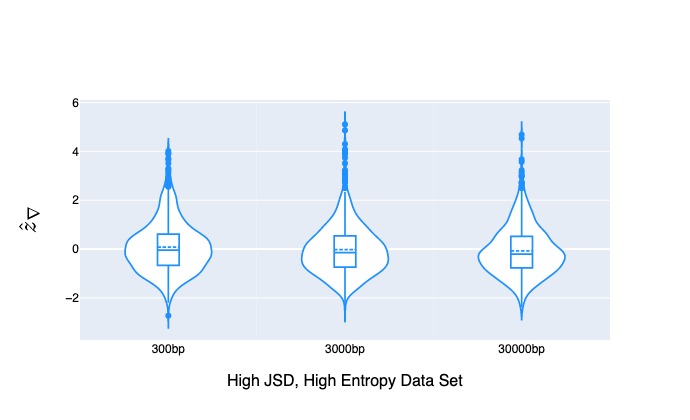 6
4
2
0
−2
ẑ∇
300bp
3000bp
30000bp
High JSD, High Entropy Data Set